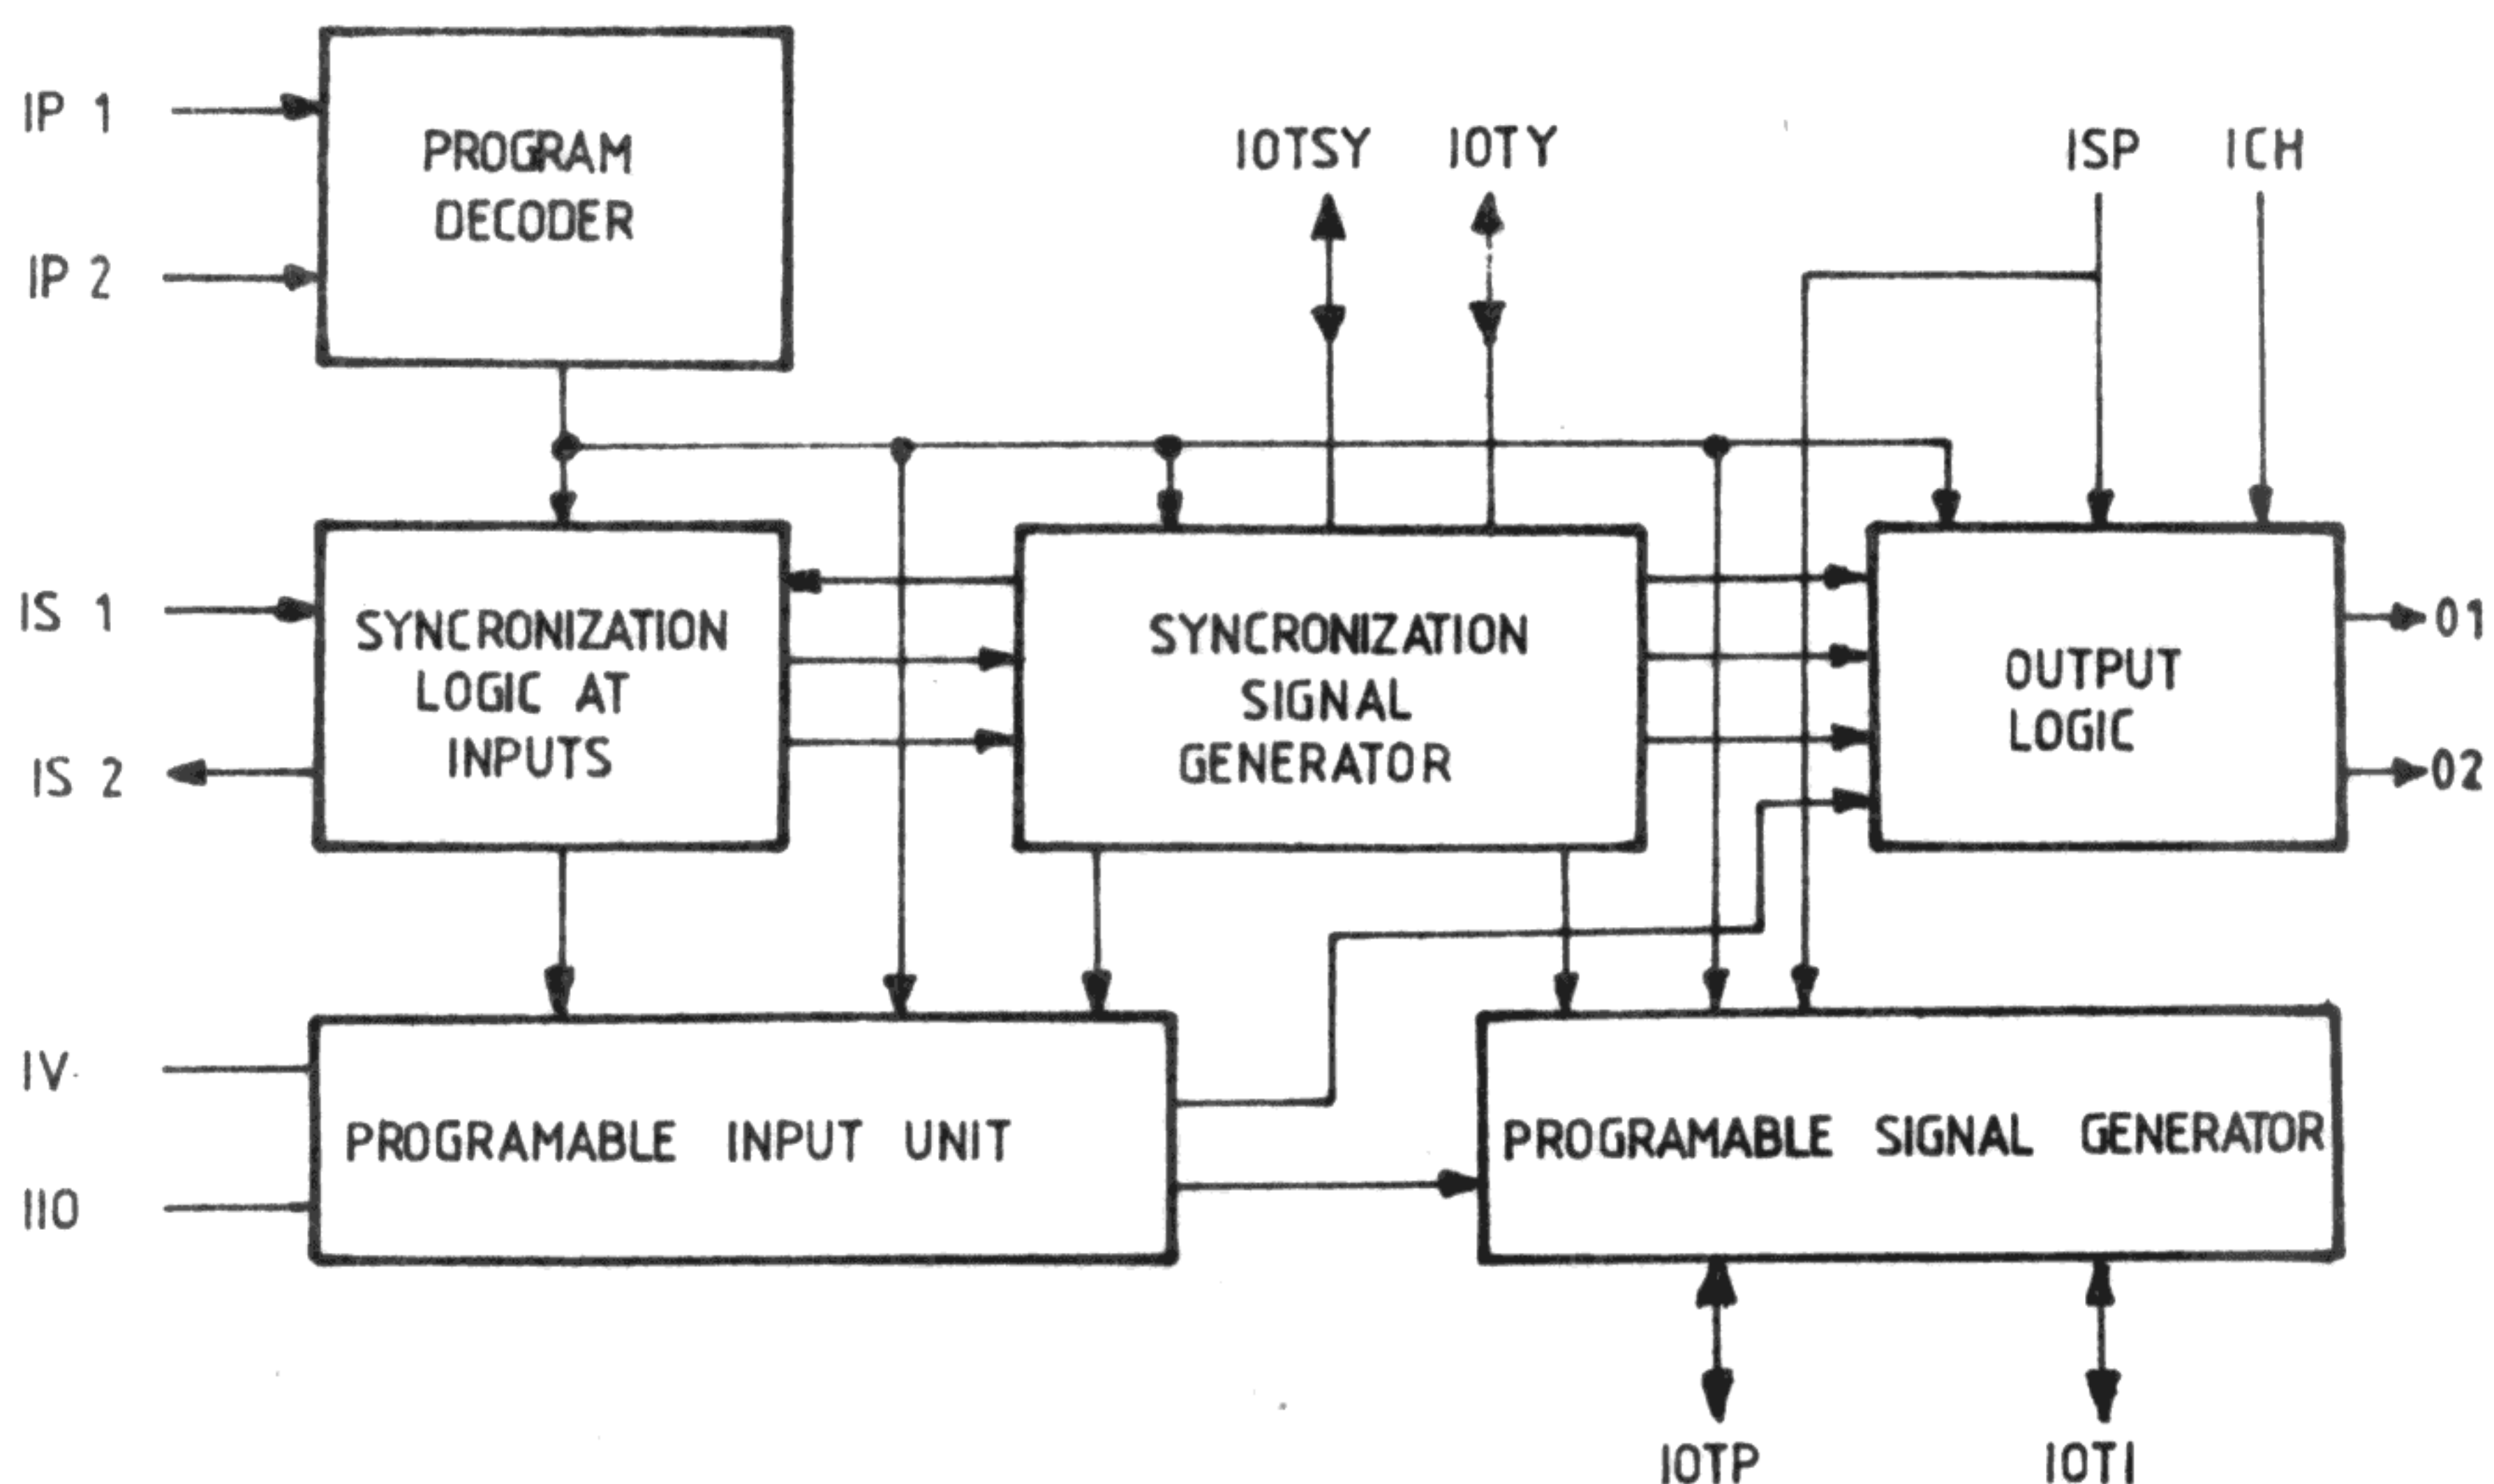 IP 1
PROGRAM
DECODER
IP 2
IOTSY
IOTY
ISP
ICH
IS 1
SYNCRONIZATION
LOGIC AT
INPUTS
IS 2
SYNCRONIZATION
SIGNAL
GENERATOR
OUTPUT
LOGIC
01
02
IV
PROGRAMABLE INPUT UNIT
IIO
PROGRAMABLE SIGNAL GENERATOR
IOTP
IOTI